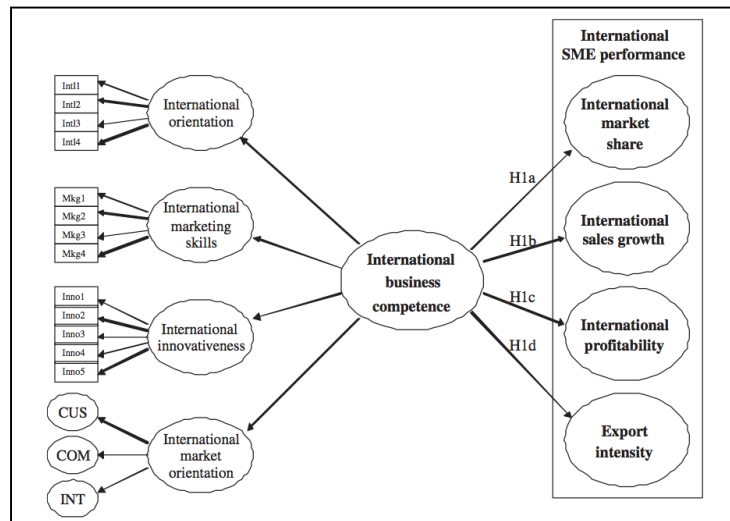 International
SME performance
Intl1
Intl2
Intl3
Intl4
International
orientation
International
market
share
H1a
Mkg1
Mkg2
Mkg3
Mkg4
International
marketing
skills
H1b
International
sales growth
International
business
competence
Inno1
Inno2
Inno3
Inno4
Inno5
International
innovativeness
H1c
International
profitability
H1d
CUS
COM
INT
International
market
orientation
Export
intensity